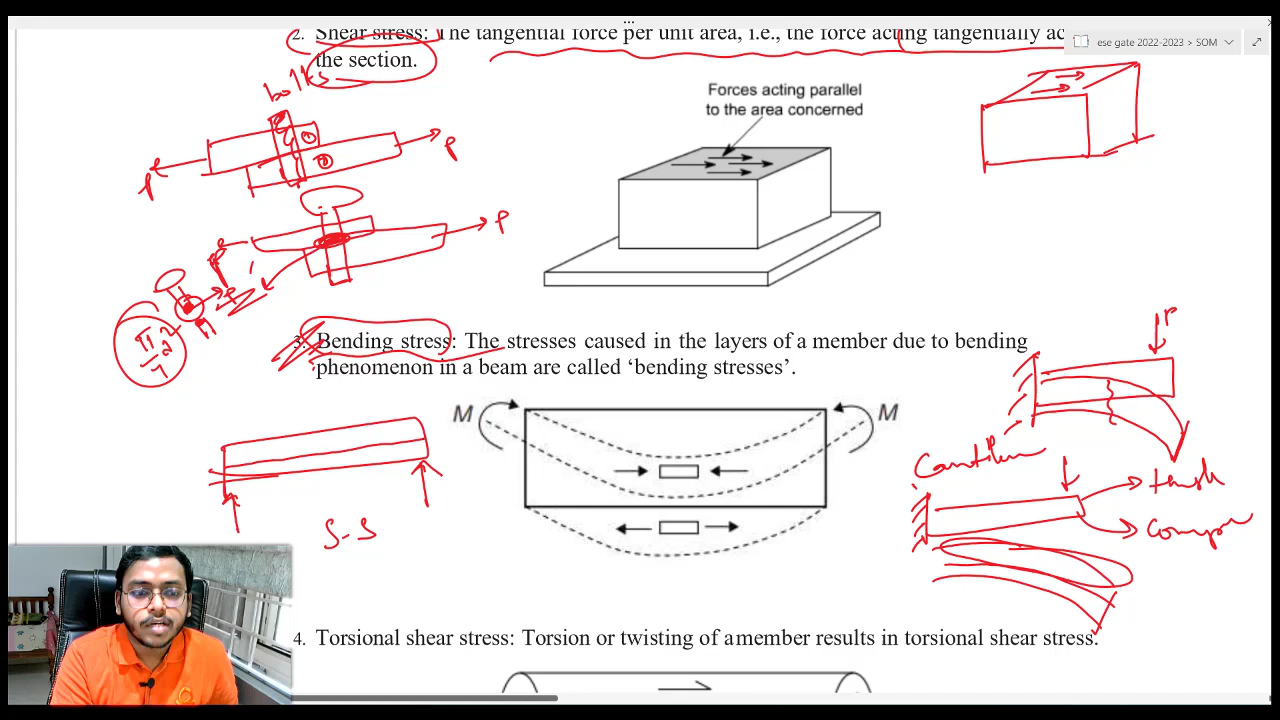 ...
ese gate 2022-2023 > SOM
2. Shear stress: The tangential force per unit area, i.e., the force acting tangentially ac
the section.
bolts
Forces acting parallel
to the area concerned
P
P
1
2
P
P
P
π
4
3. Bending stress: The stresses caused in the layers of a member due to bending
phenomenon in a beam are called ‘bending stresses’.
M
M
S-S
Cantilever
4. Torsional shear stress: Torsion or twisting of a member results in torsional shear stress.